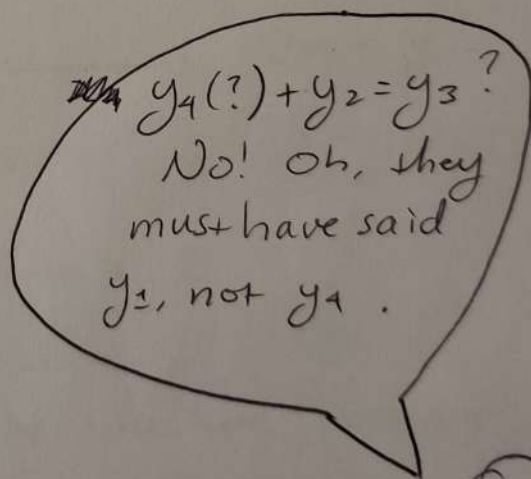 y₄(?) + y₂ = y₃ ?
No! Oh, they
must have said
y₁, not y₄ .